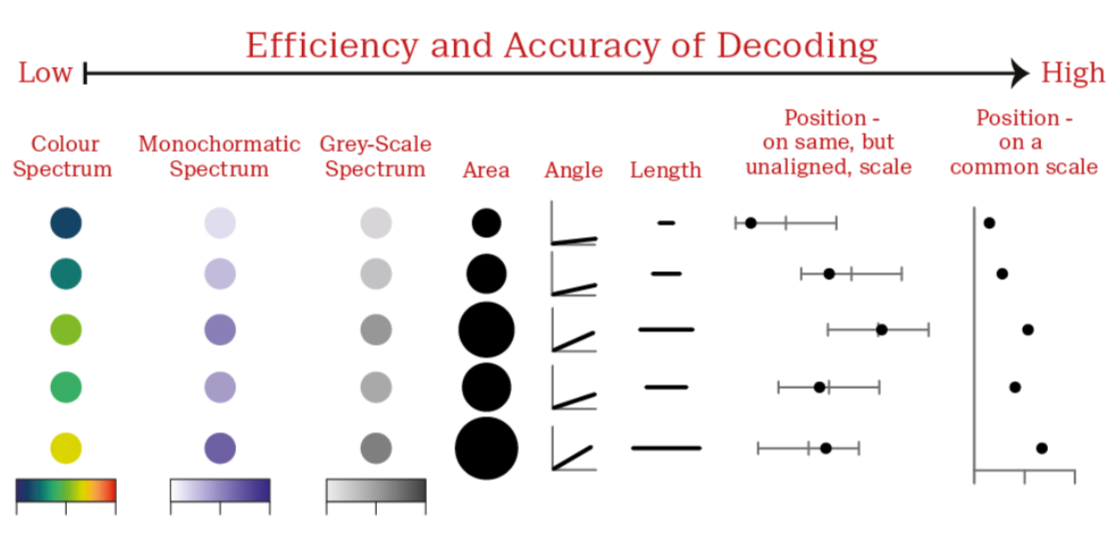 Efficiency and Accuracy of Decoding
Low
High
Colour
Spectrum
Monochormatic
Spectrum
Grey-Scale
Spectrum
Area
Angle
Length
Position -
on same, but
unaligned, scale
Position -
on a
common scale